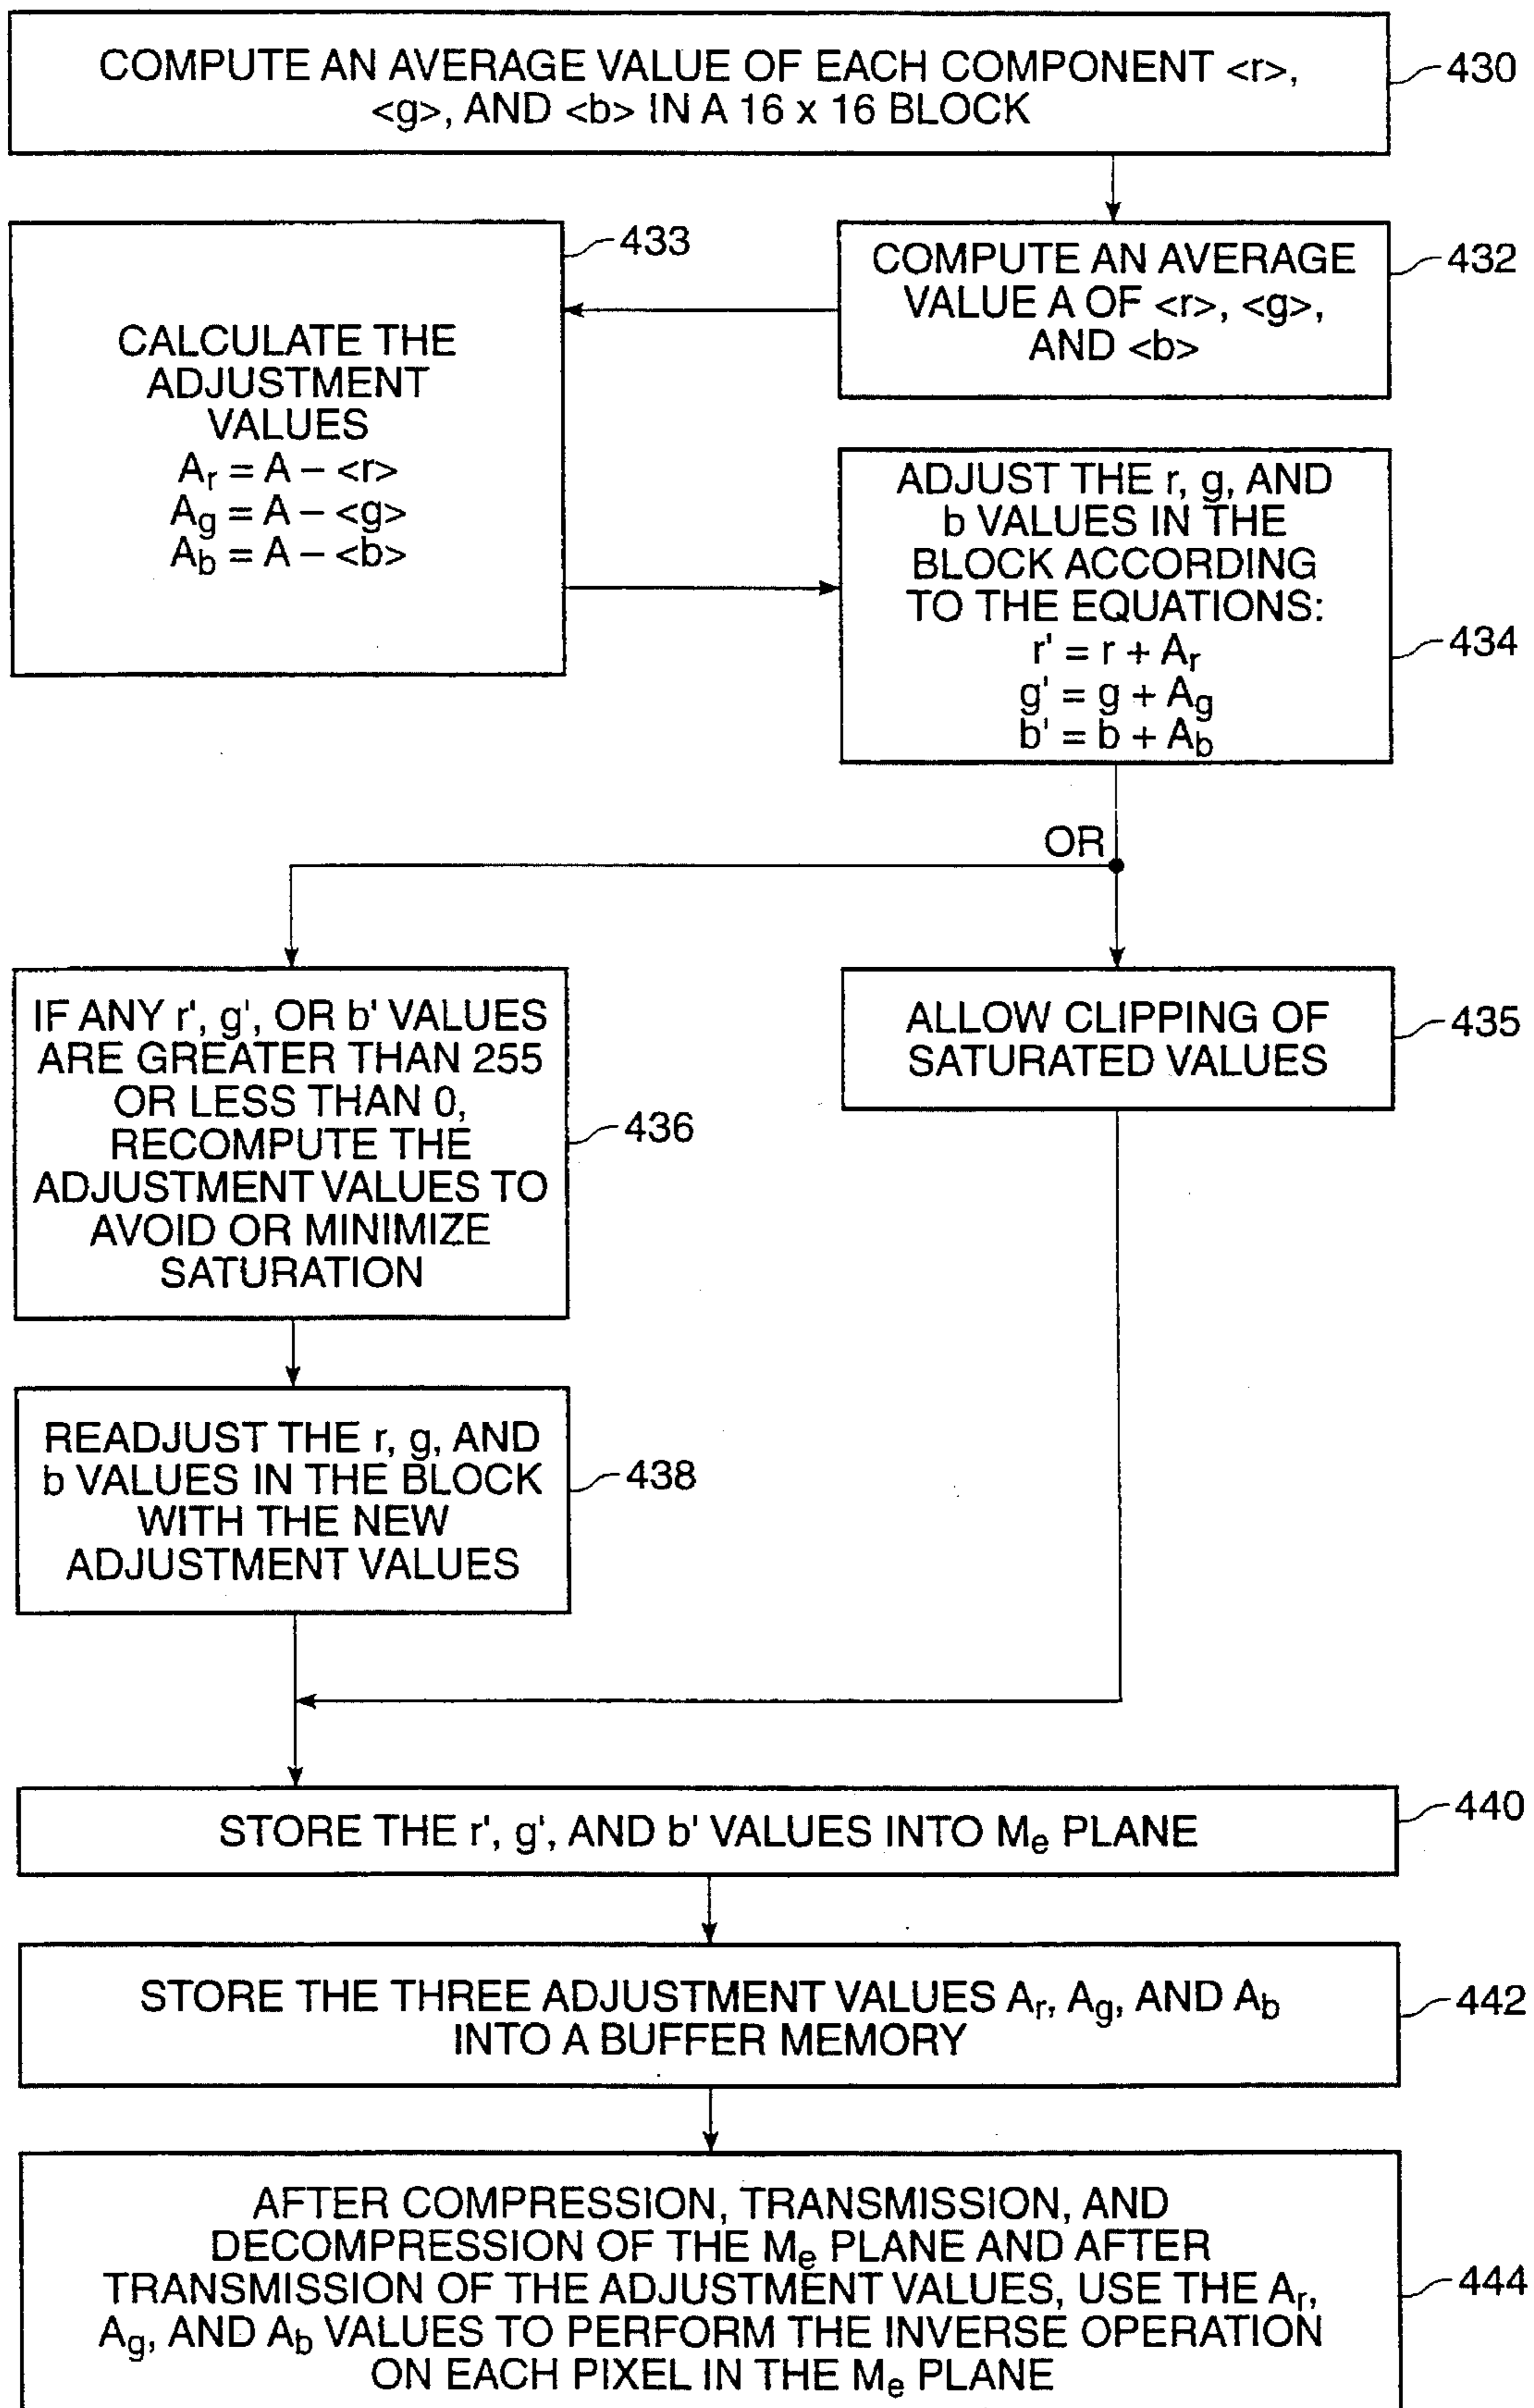 COMPUTE AN AVERAGE VALUE OF EACH COMPONENT <r>,
<g>, AND <b> IN A 16 x 16 BLOCK
430
COMPUTE AN AVERAGE
VALUE A OF <r>, <g>,
AND <b>
432
433
CALCULATE THE
ADJUSTMENT
VALUES
Ar = A – <r>
Ag = A – <g>
Ab = A – <b>
ADJUST THE r, g, AND
b VALUES IN THE
BLOCK ACCORDING
TO THE EQUATIONS:
r' = r + Ar
g' = g + Ag
b' = b + Ab
434
OR
IF ANY r', g', OR b' VALUES
ARE GREATER THAN 255
OR LESS THAN 0,
RECOMPUTE THE
ADJUSTMENT VALUES TO
AVOID OR MINIMIZE
SATURATION
436
ALLOW CLIPPING OF
SATURATED VALUES
435
READJUST THE r, g, AND
b VALUES IN THE BLOCK
WITH THE NEW
ADJUSTMENT VALUES
438
STORE THE r', g', AND b' VALUES INTO Me PLANE
440
STORE THE THREE ADJUSTMENT VALUES Ar, Ag, AND Ab
INTO A BUFFER MEMORY
442
AFTER COMPRESSION, TRANSMISSION, AND
DECOMPRESSION OF THE Me PLANE AND AFTER
TRANSMISSION OF THE ADJUSTMENT VALUES, USE THE Ar,
Ag, AND Ab VALUES TO PERFORM THE INVERSE OPERATION
ON EACH PIXEL IN THE Me PLANE
444